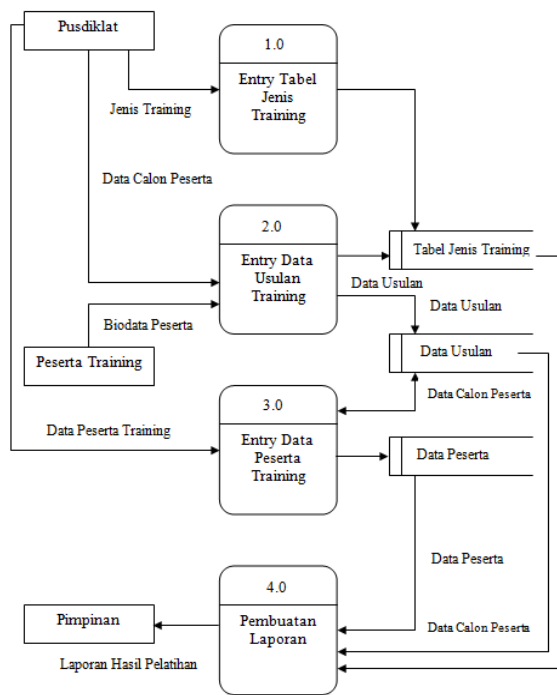 Pusdiklat
1.0
Entry Tabel
Jenis
Training
Jenis Training
Data Calon Peserta
2.0
Entry Data
Usulan
Training
Tabel Jenis Training
Data Usulan
Data Usulan
Biodata Peserta
Peserta Training
Data Usulan
Data Calon Peserta
3.0
Entry Data
Peserta
Training
Data Peserta Training
Data Peserta
Data Peserta
4.0
Pembuatan
Laporan
Pimpinan
Data Calon Peserta
Laporan Hasil Pelatihan